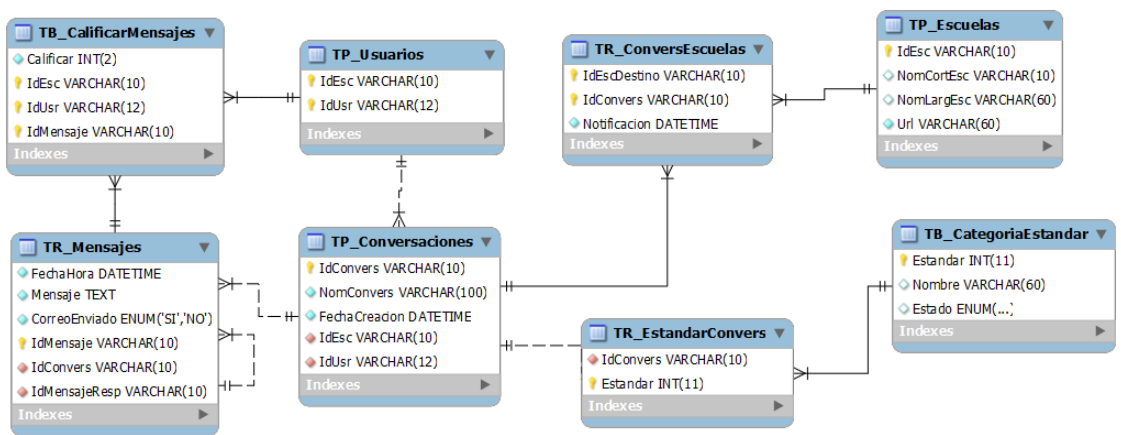 TB_CalificarMensajes
Calificar INT(2)
IdEsc VARCHAR(10)
IdUsr VARCHAR(12)
IdMensaje VARCHAR(10)
Indexes
TP_Usuarios
IdEsc VARCHAR(10)
IdUsr VARCHAR(12)
Indexes
TR_ConversEscuelas
IdEscDestino VARCHAR(10)
IdConvers VARCHAR(10)
Notificacion DATETIME
Indexes
TP_Escuelas
IdEsc VARCHAR(10)
NomCortEsc VARCHAR(10)
NomLargEsc VARCHAR(60)
Url VARCHAR(60)
Indexes
TR_Mensajes
FechaHora DATETIME
Mensaje TEXT
CorreoEnviado ENUM('SI','NO')
IdMensaje VARCHAR(10)
IdConvers VARCHAR(10)
IdMensajeResp VARCHAR(10)
Indexes
TP_Conversaciones
IdConvers VARCHAR(10)
NomConvers VARCHAR(100)
FechaCreacion DATETIME
IdEsc VARCHAR(10)
IdUsr VARCHAR(12)
Indexes
TR_EstandarConvers
IdConvers VARCHAR(10)
Estandar INT(11)
Indexes
TB_CategoriaEstandar
Estandar INT(11)
Nombre VARCHAR(60)
Estado ENUM(...)
Indexes